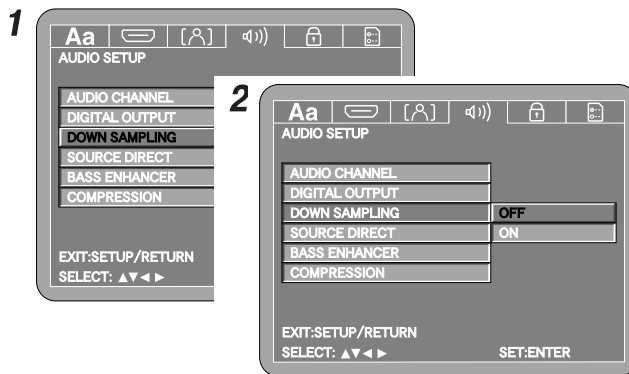 1
Aa
AUDIO SETUP
AUDIO CHANNEL
DIGITAL OUTPUT
DOWN SAMPLING
SOURCE DIRECT
BASS ENHANCER
COMPRESSION
EXIT:SETUP/RETURN
SELECT: ▲▼◄►
2
Aa
AUDIO SETUP
AUDIO CHANNEL
DIGITAL OUTPUT
DOWN SAMPLING OFF
SOURCE DIRECT ON
BASS ENHANCER
COMPRESSION
EXIT:SETUP/RETURN
SELECT: ▲▼◄► SET:ENTER